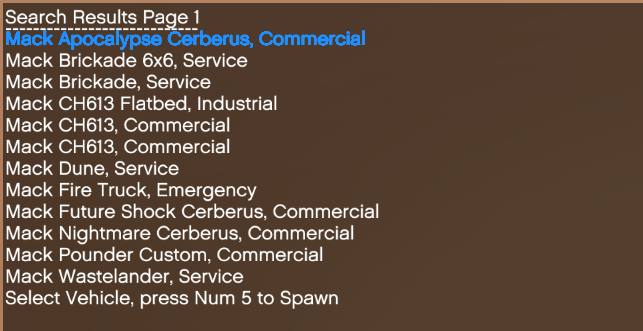 Search Results Page 1
Mack Apocalypse Cerberus, Commercial
Mack Brickade 6x6, Service
Mack Brickade, Service
Mack CH613 Flatbed, Industrial
Mack CH613, Commercial
Mack CH613, Commercial
Mack Dune, Service
Mack Fire Truck, Emergency
Mack Future Shock Cerberus, Commercial
Mack Nightmare Cerberus, Commercial
Mack Pounder Custom, Commercial
Mack Wastelander, Service
Select Vehicle, press Num 5 to Spawn